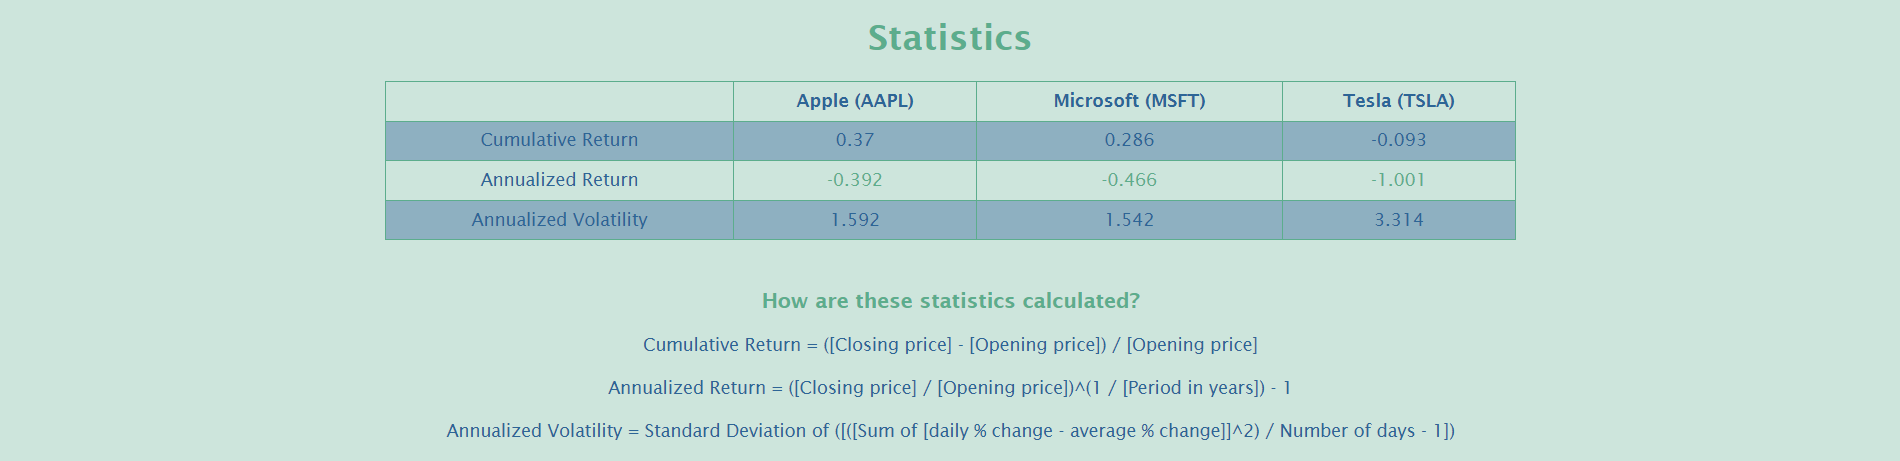 Statistics
Apple (AAPL) Microsoft (MSFT) Tesla (TSLA)
Cumulative Return 0.37 0.286 -0.093
Annualized Return -0.392 -0.466 -1.001
Annualized Volatility 1.592 1.542 3.314
How are these statistics calculated?
Cumulative Return = ([Closing price] - [Opening price]) / [Opening price]
Annualized Return = ([Closing price] / [Opening price])^(1 / [Period in years]) - 1
Annualized Volatility = Standard Deviation of ([([Sum of [daily % change - average % change]]^2) / Number of days - 1])